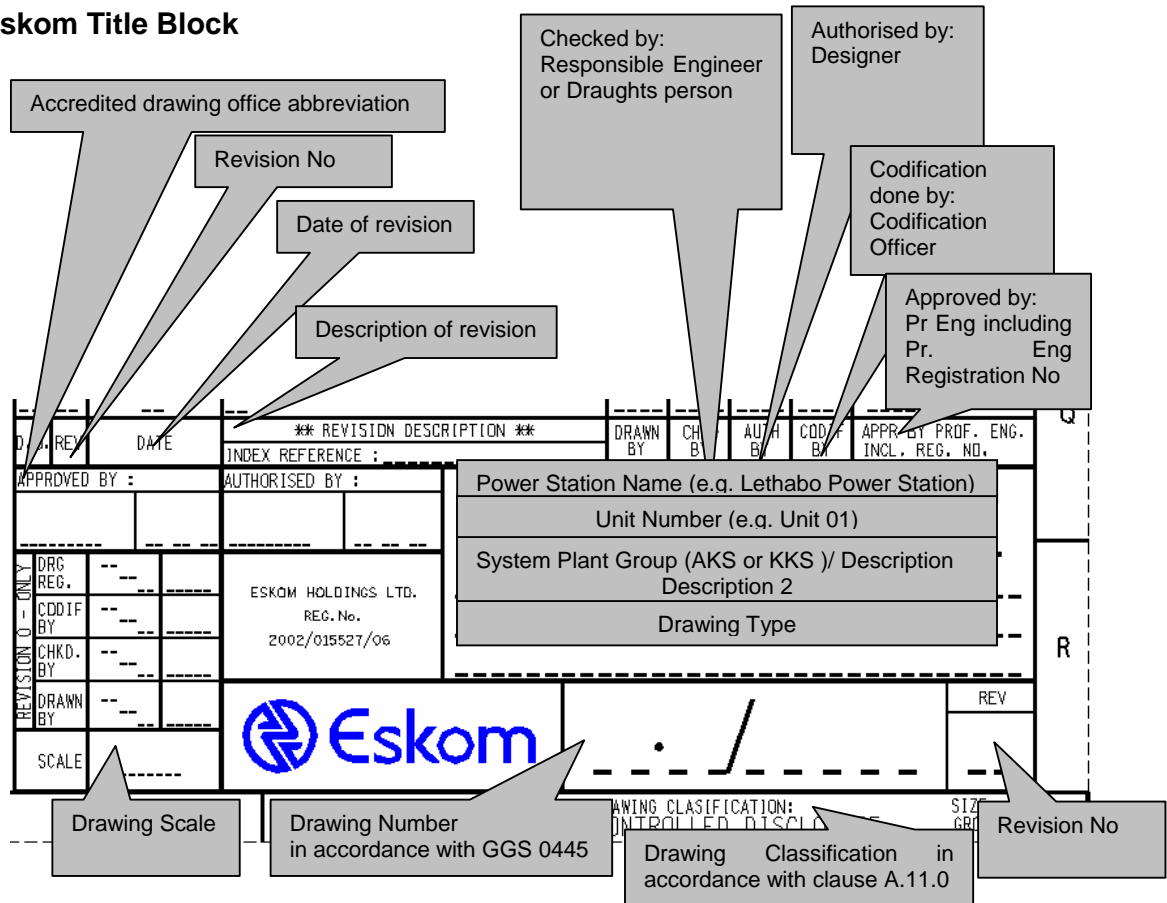 skom Title Block
Checked by:
Responsible Engineer
or Draughts person
Authorised by:
Designer
Accredited drawing office abbreviation
Revision No
Codification
done by:
Codification
Officer
Date of revision
Approved by:
Pr Eng including
Pr. Eng
Registration No
Description of revision
Q
REV
DATE
** REVISION DESCRIPTION **
INDEX REFERENCE :
DRAWN
BY
AUTH
BY
APPR BY PROF. ENG.
INCL. REG. NO.
APPROVED BY :
AUTHORISED BY :
Power Station Name (e.g. Lethabo Power Station)
Unit Number (e.g. Unit 01)
System Plant Group (AKS or KKS )/ Description
Description 2
Drawing Type
REVISION 0 - ONLY
DRG
REG.
CODIF
BY
CHKD.
BY
DRAWN
BY
SCALE
ESKOM HOLDINGS LTD.
REG.No.
2002/015527/06
R
Eskom
. /
REV
Drawing Scale
Drawing Number
in accordance with GGS 0445
AWING CLASIFICATION:
Drawing Classification in
accordance with clause A.11.0
Revision No